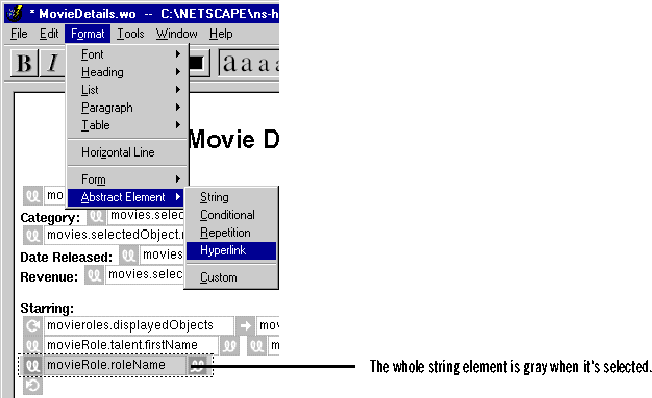 * MovieDetails.wo -- C:\NETSCAPE\ns-h
File Edit Format Tools Window Help
B I a a a a
Font
Heading
List
Paragraph
Table
Horizontal Line
Form
Abstract Element
String
Conditional
Repetition
Hyperlink
Custom
Movie D
mo
Category: movies.selec
movies.selectedObject.r
Date Released: movies
Revenue: movies.selec
Starring:
movieroles.displayedObjects mov
movieRole.talent.firstName m
movieRole.roleName
The whole string element is gray when it's selected.